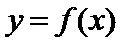 y = f(x)